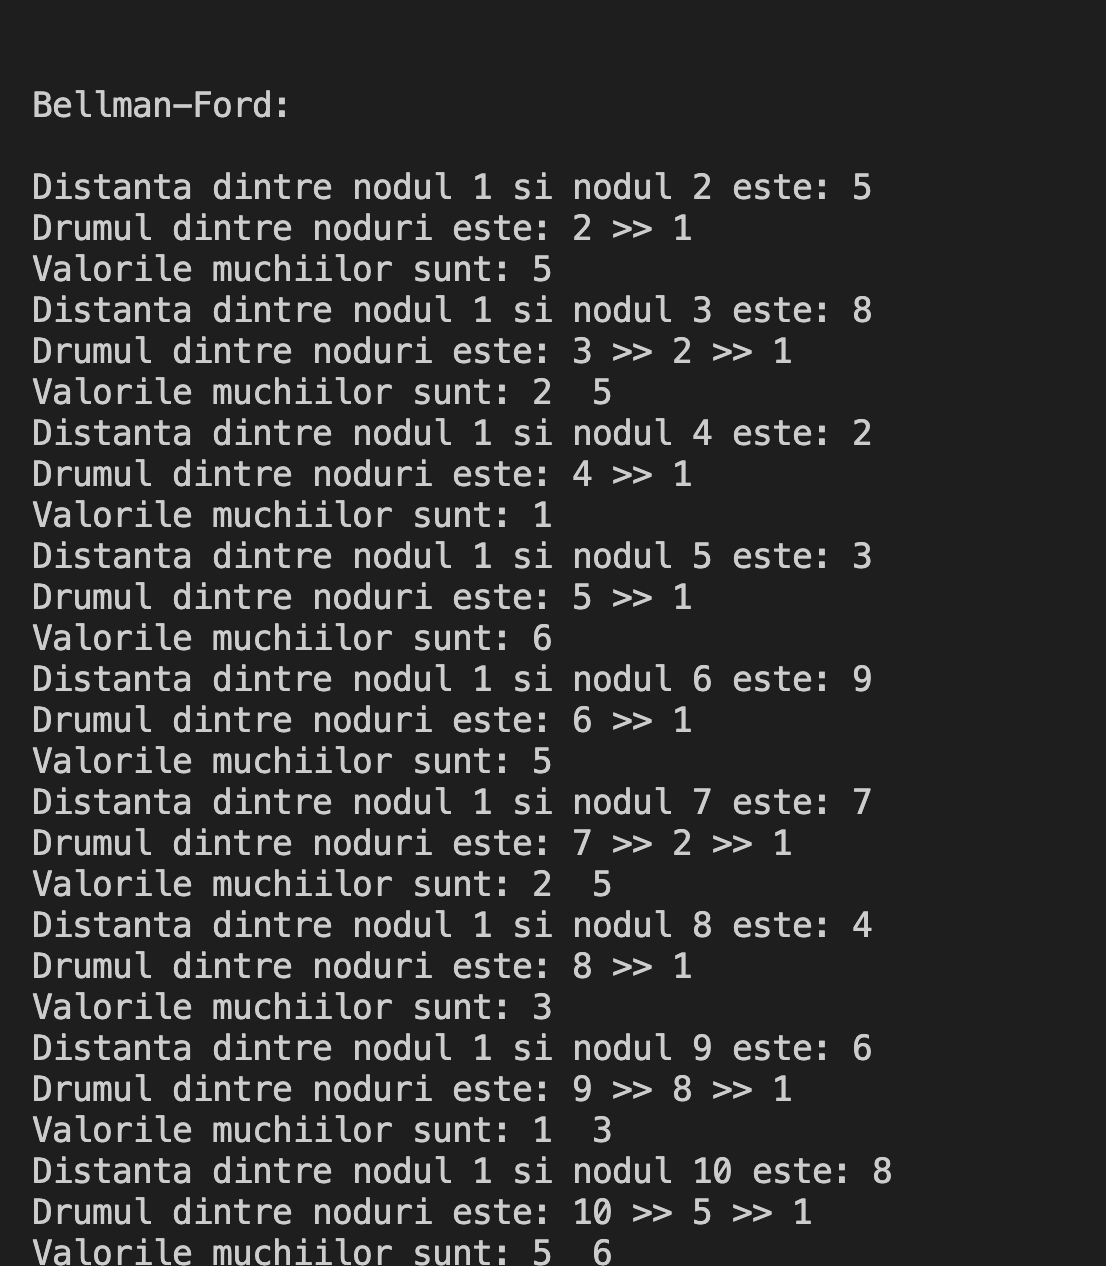 Bellman-Ford:
Distanta dintre nodul 1 si nodul 2 este: 5
Drumul dintre noduri este: 2 >> 1
Valorile muchiilor sunt: 5
Distanta dintre nodul 1 si nodul 3 este: 8
Drumul dintre noduri este: 3 >> 2 >> 1
Valorile muchiilor sunt: 2  5
Distanta dintre nodul 1 si nodul 4 este: 2
Drumul dintre noduri este: 4 >> 1
Valorile muchiilor sunt: 1
Distanta dintre nodul 1 si nodul 5 este: 3
Drumul dintre noduri este: 5 >> 1
Valorile muchiilor sunt: 6
Distanta dintre nodul 1 si nodul 6 este: 9
Drumul dintre noduri este: 6 >> 1
Valorile muchiilor sunt: 5
Distanta dintre nodul 1 si nodul 7 este: 7
Drumul dintre noduri este: 7 >> 2 >> 1
Valorile muchiilor sunt: 2  5
Distanta dintre nodul 1 si nodul 8 este: 4
Drumul dintre noduri este: 8 >> 1
Valorile muchiilor sunt: 3
Distanta dintre nodul 1 si nodul 9 este: 6
Drumul dintre noduri este: 9 >> 8 >> 1
Valorile muchiilor sunt: 1  3
Distanta dintre nodul 1 si nodul 10 este: 8
Drumul dintre noduri este: 10 >> 5 >> 1
Valorile muchiilor sunt: 5  6